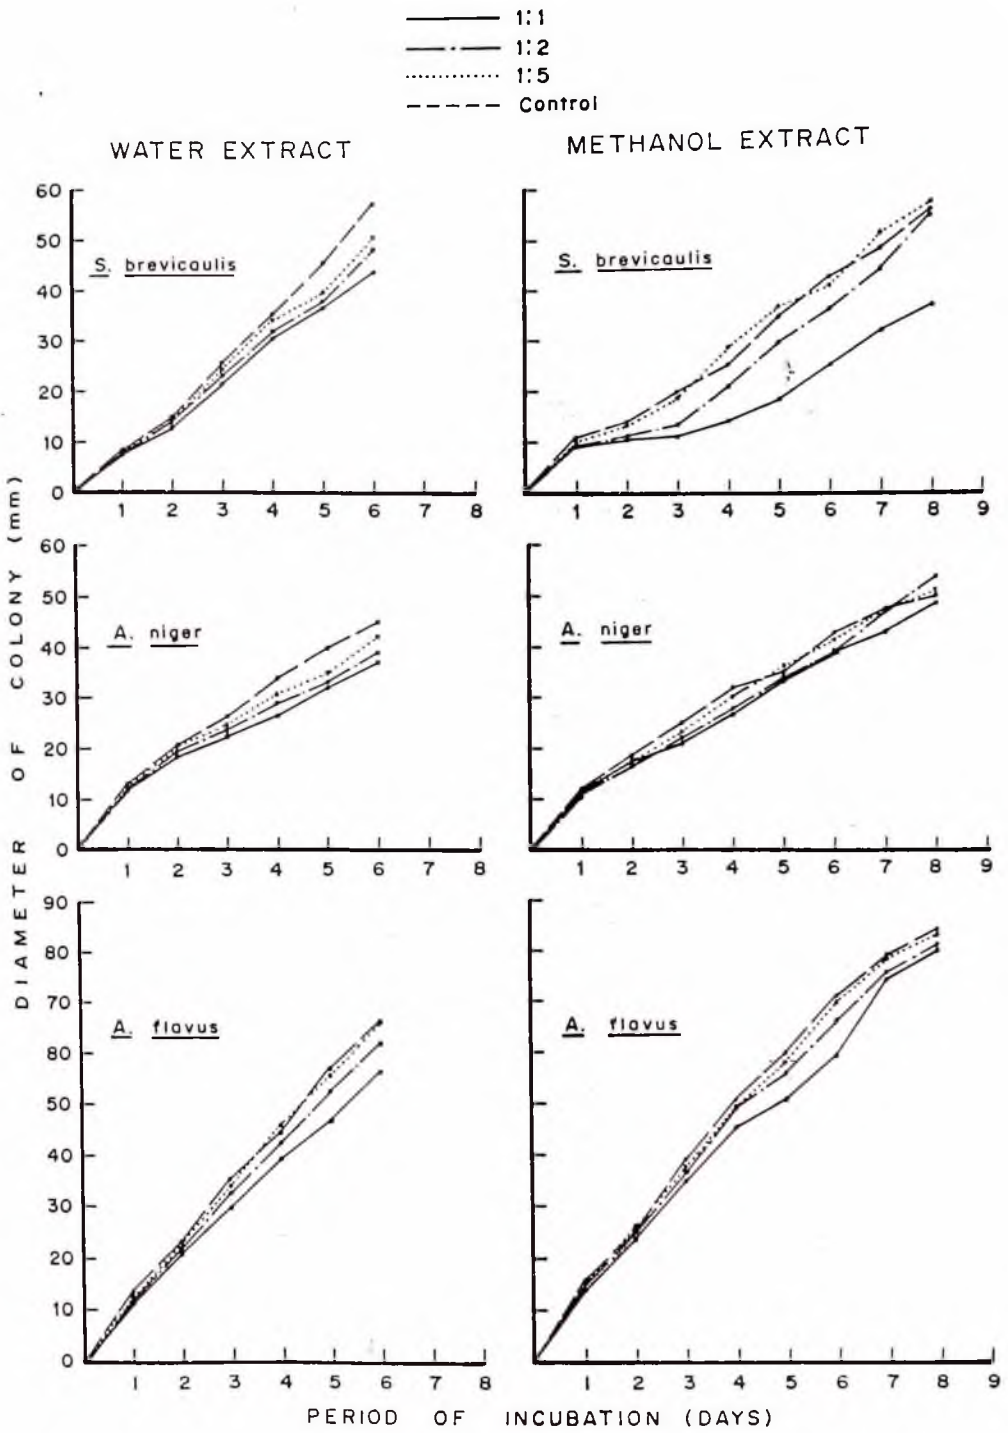 1:1
1:2
1:5
Control
WATER EXTRACT
METHANOL EXTRACT
60
50
40
30
20
10
0
S. brevicaulis
1 2 3 4 5 6 7 8
S. brevicaulis
1 2 3 4 5 6 7 8 9
60
50
40
30
20
10
0
A. niger
1 2 3 4 5 6 7 8
A. niger
1 2 3 4 5 6 7 8 9
90
80
70
80
50
40
30
20
10
0
A. flavus
1 2 3 4 5 6 7 8
A. flavus
1 2 3 4 5 6 7 8 9
DIAMETER OF COLONY (mm)
PERIOD OF INCUBATION (DAYS)